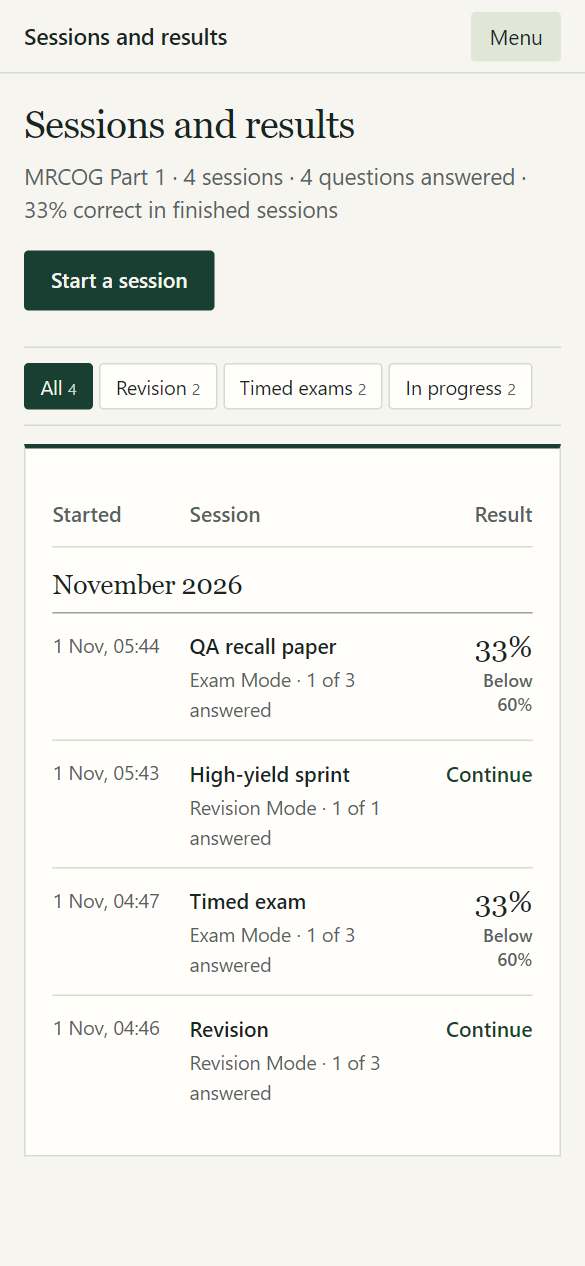 Sessions and results
Menu
Sessions and results
MRCOG Part 1 · 4 sessions · 4 questions answered ·
33% correct in finished sessions
Start a session
All 4
Revision 2
Timed exams 2
In progress 2
Started
Session
Result
November 2026
1 Nov, 05:44
QA recall paper
33%
Exam Mode · 1 of 3
answered
Below
60%
1 Nov, 05:43
High-yield sprint
Continue
Revision Mode · 1 of 1
answered
1 Nov, 04:47
Timed exam
33%
Exam Mode · 1 of 3
answered
Below
60%
1 Nov, 04:46
Revision
Continue
Revision Mode · 1 of 3
answered